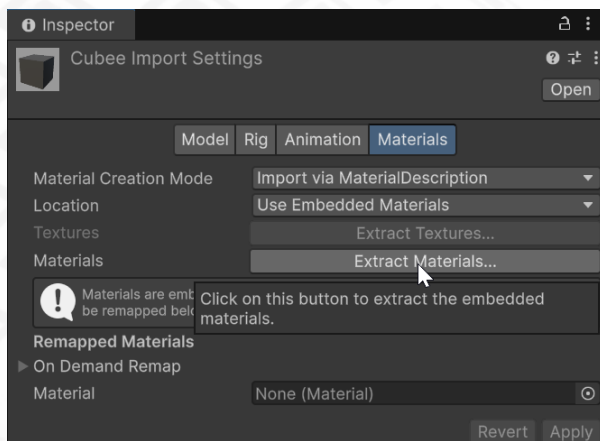 Inspector
Cubee Import Settings
Open
Model Rig Animation Materials
Material Creation Mode Import via MaterialDescription
Location Use Embedded Materials
Textures Extract Textures...
Materials Extract Materials...
Materials are emb
be remapped belo
Click on this button to extract the embedded
materials.
Remapped Materials
On Demand Remap
Material None (Material)
Revert Apply